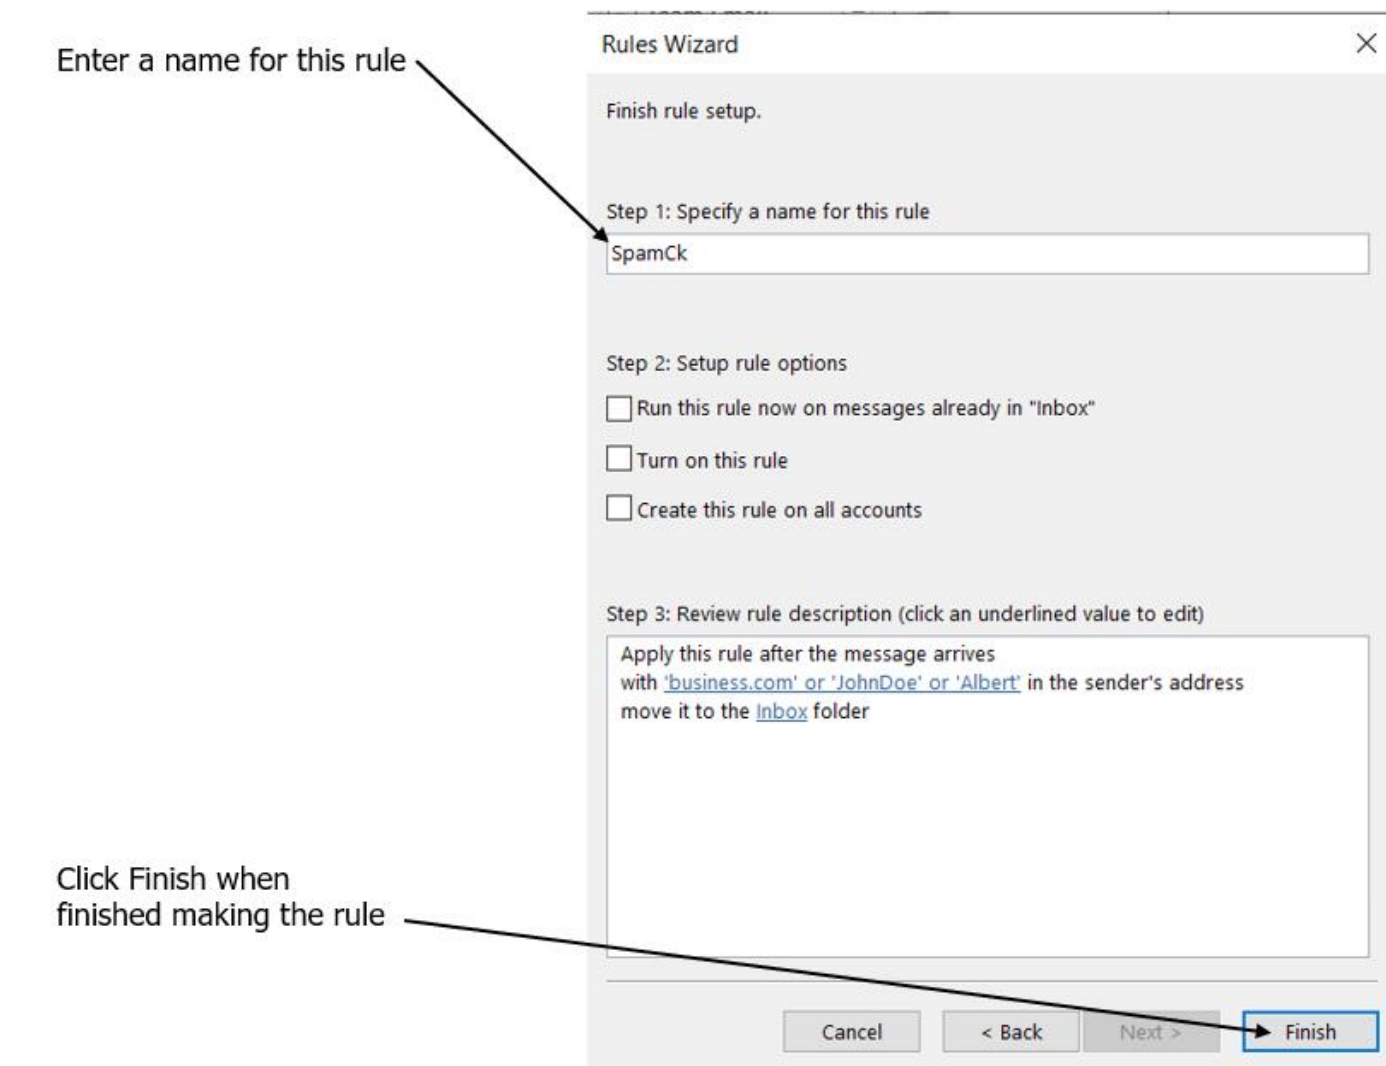 Enter a name for this rule
Rules Wizard
Finish rule setup.
Step 1: Specify a name for this rule
SpamCk
Step 2: Setup rule options
Run this rule now on messages already in "Inbox"
Turn on this rule
Create this rule on all accounts
Step 3: Review rule description (click an underlined value to edit)
Apply this rule after the message arrives
with 'business.com' or 'JohnDoe' or 'Albert' in the sender's address
move it to the Inbox folder
Click Finish when
finished making the rule
Cancel
< Back
Next >
Finish